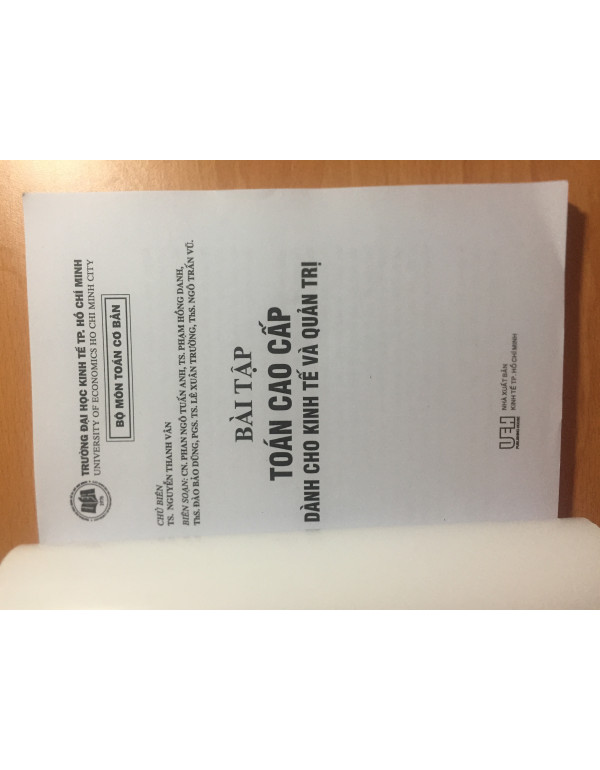 TRƯỜNG ĐẠI HỌC KINH TẾ TP. HỒ CHÍ MINH
UNIVERSITY OF ECONOMICS HO CHI MINH CITY
BỘ MÔN TOÁN CƠ BẢN
CHỦ BIÊN
TS. NGUYỄN THANH VÂN
BIÊN SOẠN: CN. PHAN NGÔ TUẤN ANH, TS. PHẠM HỒNG DANH,
ThS. ĐÀO BẢO DŨNG, PGS. TS. LÊ XUÂN TRƯỜNG, ThS. NGÔ TRẤN VŨ.
BÀI TẬP
TOÁN CAO CẤP
DÀNH CHO KINH TẾ VÀ QUẢN TRỊ
UEH
PUBLISHING HOUSE
NHÀ XUẤT BẢN
KINH TẾ TP. HỒ CHÍ MINH